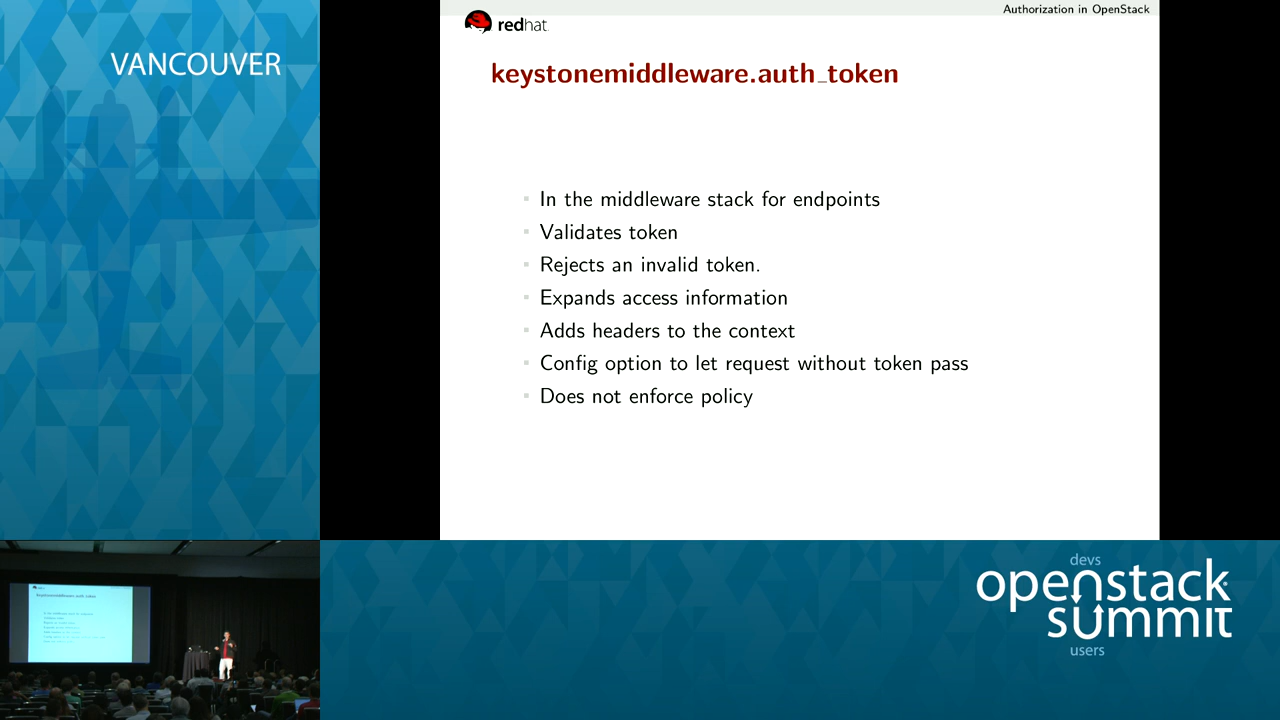 VANCOUVER
Authorization in OpenStack
redhat.
keystonemiddleware.auth_token
In the middleware stack for endpoints
Validates token
Rejects an invalid token.
Expands access information
Adds headers to the context
Config option to let request without token pass
Does not enforce policy
devs
openstack
summit
users